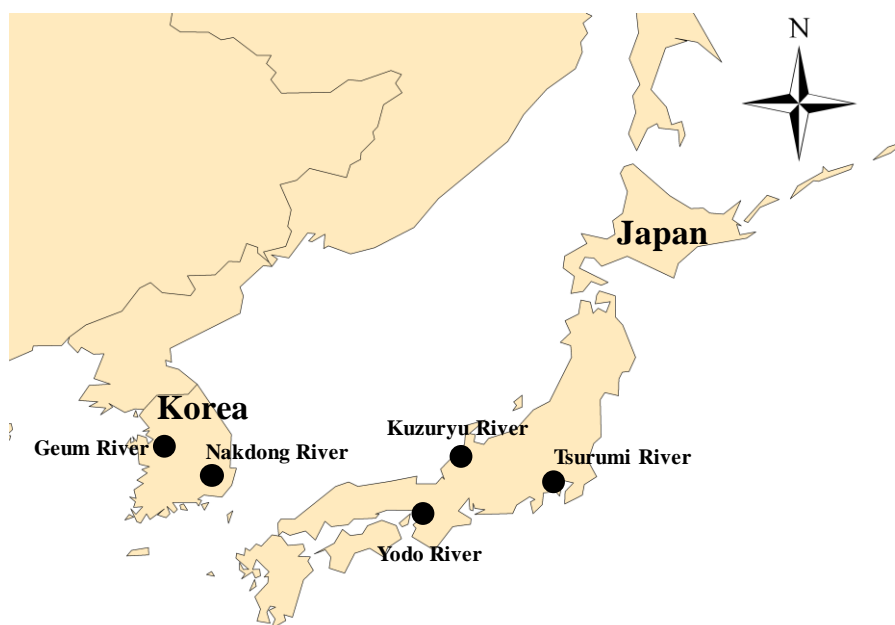 N
Japan
Korea
Kuzuryu River
Geum River
Nakdong River
Tsurumi River
Yodo River